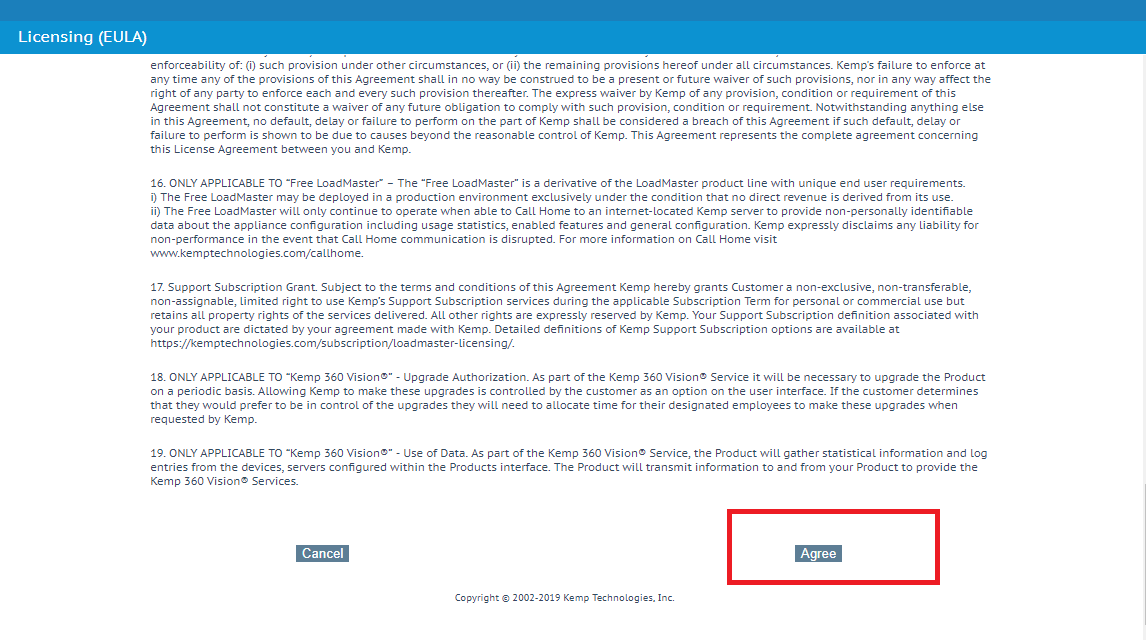 Licensing (EULA)
enforceability of: (i) such provision under other circumstances, or (ii) the remaining provisions hereof under all circumstances. Kemp's failure to enforce at
any time any of the provisions of this Agreement shall in no way be construed to be a present or future waiver of such provisions, nor in any way affect the
right of any party to enforce each and every such provision thereafter. The express waiver by Kemp of any provision, condition or requirement of this
Agreement shall not constitute a waiver of any future obligation to comply with such provision, condition or requirement. Notwithstanding anything else
in this Agreement, no default, delay or failure to perform on the part of Kemp shall be considered a breach of this Agreement if such default, delay or
failure to perform is shown to be due to causes beyond the reasonable control of Kemp. This Agreement represents the complete agreement concerning
this License Agreement between you and Kemp.
16. ONLY APPLICABLE TO “Free LoadMaster” – The “Free LoadMaster” is a derivative of the LoadMaster product line with unique end user requirements.
i) The Free LoadMaster may be deployed in a production environment exclusively under the condition that no direct revenue is derived from its use.
ii) The Free LoadMaster will only continue to operate when able to Call Home to an internet-located Kemp server to provide non-personally identifiable
data about the appliance configuration including usage statistics, enabled features and general configuration. Kemp expressly disclaims any liability for
non-performance in the event that Call Home communication is disrupted. For more information on Call Home visit
www.kemptechnologies.com/callhome.
17. Support Subscription Grant. Subject to the terms and conditions of this Agreement Kemp hereby grants Customer a non-exclusive, non-transferable,
non-assignable, limited right to use Kemp's Support Subscription services during the applicable Subscription Term for personal or commercial use but
retains all property rights of the services delivered. All other rights are expressly reserved by Kemp. Your Support Subscription definition associated with
your product are dictated by your agreement made with Kemp. Detailed definitions of Kemp Support Subscription options are available at
https://kemptechnologies.com/subscription/loadmaster-licensing/.
18. ONLY APPLICABLE TO “Kemp 360 Vision®” - Upgrade Authorization. As part of the Kemp 360 Vision® Service it will be necessary to upgrade the Product
on a periodic basis. Allowing Kemp to make these upgrades is controlled by the customer as an option on the user interface. If the customer determines
that they would prefer to be in control of the upgrades they will need to allocate time for their designated employees to make these upgrades when
requested by Kemp.
19. ONLY APPLICABLE TO “Kemp 360 Vision®” - Use of Data. As part of the Kemp 360 Vision® Service, the Product will gather statistical information and log
entries from the devices, servers configured within the Products interface. The Product will transmit information to and from your Product to provide the
Kemp 360 Vision® Services.
Cancel
Agree
Copyright © 2002-2019 Kemp Technologies, Inc.